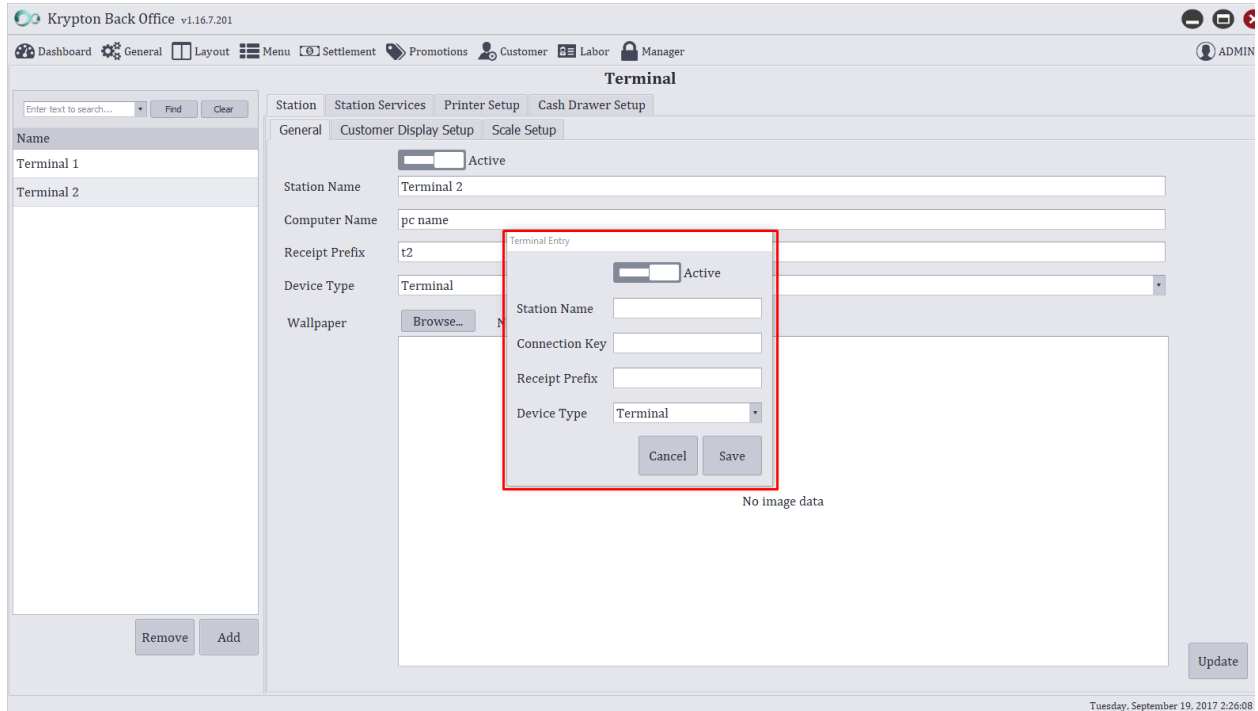 Krypton Back Office v1.16.7.201
Dashboard General Layout Menu Settlement Promotions Customer Labor Manager ADMIN
Terminal
Enter text to search... Find Clear
Name
Terminal 1
Terminal 2
Remove Add
Station Station Services Printer Setup Cash Drawer Setup
General Customer Display Setup Scale Setup
Active
Station Name Terminal 2
Computer Name pc name
Receipt Prefix t2
Device Type Terminal
Wallpaper Browse... N
No image data
Terminal Entry
Active
Station Name
Connection Key
Receipt Prefix
Device Type Terminal
Cancel Save
Update
Tuesday, September 19, 2017 2:26:08